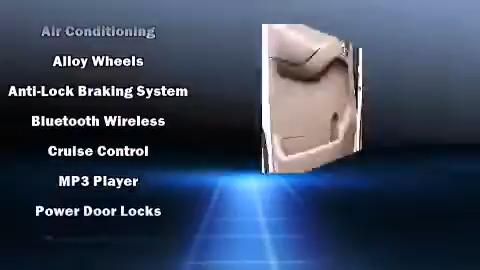 Air Conditioning
Alloy Wheels
Anti-Lock Braking System
Bluetooth Wireless
Cruise Control
MP3 Player
Power Door Locks